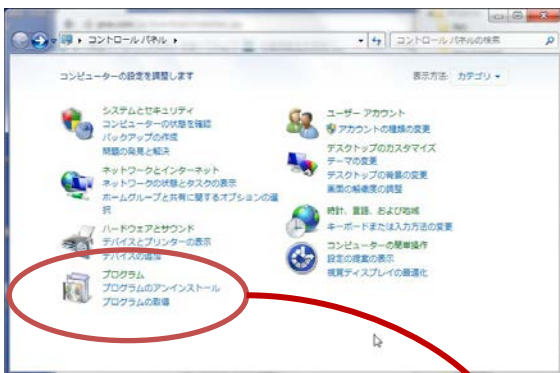 コントロール パネル
コントロール パネルの検索
コンピューターの設定を調整します
表示方法: カテゴリ
システムとセキュリティ
コンピューターの状態を確認
バックアップの作成
問題の発見と解決
ネットワークとインターネット
ネットワークの状態とタスクの表示
ホームグループと共有に関するオプションの選
択
ハードウェアとサウンド
デバイスとプリンターの表示
デバイスの追加
プログラム
プログラムのアンインストール
プログラムの取得
ユーザー アカウント
アカウントの種類の変更
デスクトップのカスタマイズ
テーマの変更
デスクトップの背景の変更
画面の解像度の調整
時計、言語、および地域
キーボードまたは入力方法の変更
コンピューターの簡単操作
設定の提案の表示
視覚ディスプレイの最適化